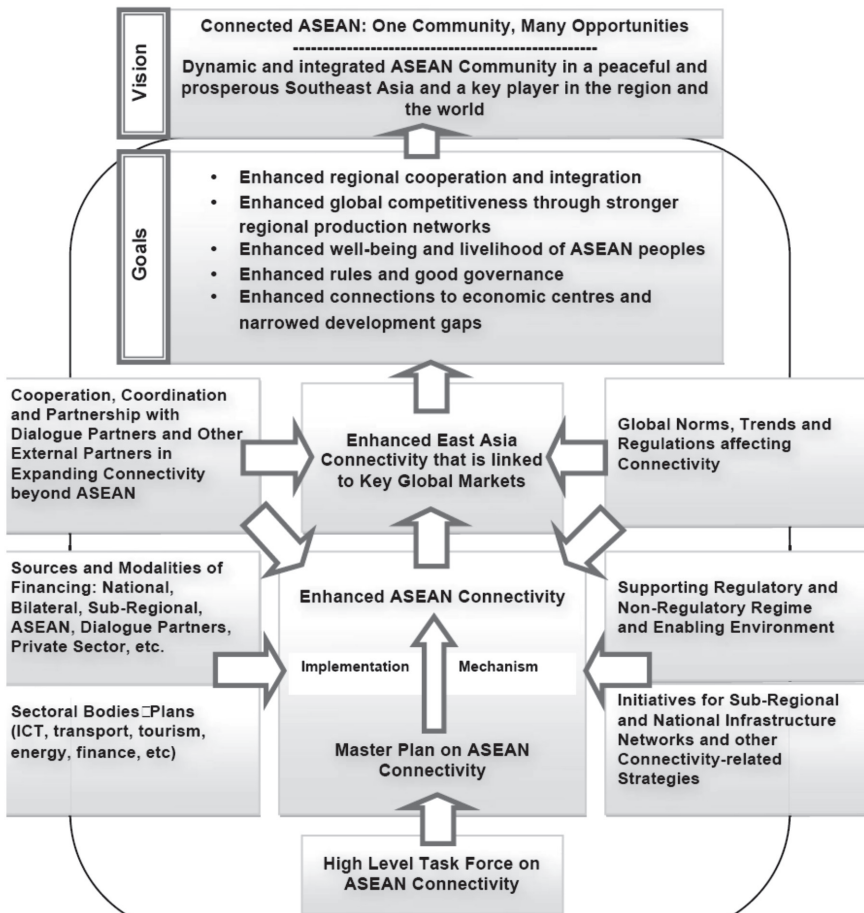 Vision
Connected ASEAN: One Community, Many Opportunities
--------------------------------------------------
Dynamic and integrated ASEAN Community in a peaceful and
prosperous Southeast Asia and a key player in the region and
the world
Goals
• Enhanced regional cooperation and integration
• Enhanced global competitiveness through stronger
regional production networks
• Enhanced well-being and livelihood of ASEAN peoples
• Enhanced rules and good governance
• Enhanced connections to economic centres and
narrowed development gaps
Cooperation, Coordination
and Partnership with
Dialogue Partners and Other
External Partners in
Expanding Connectivity
beyond ASEAN
Enhanced East Asia
Connectivity that is linked
to Key Global Markets
Global Norms, Trends and
Regulations affecting
Connectivity
Sources and Modalities of
Financing: National,
Bilateral, Sub-Regional,
ASEAN, Dialogue Partners,
Private Sector, etc.
Enhanced ASEAN Connectivity
Supporting Regulatory and
Non-Regulatory Regime
and Enabling Environment
Implementation Mechanism
Sectoral Bodies□Plans
(ICT, transport, tourism,
energy, finance, etc)
Master Plan on ASEAN
Connectivity
Initiatives for Sub-Regional
and National Infrastructure
Networks and other
Connectivity-related
Strategies
High Level Task Force on
ASEAN Connectivity